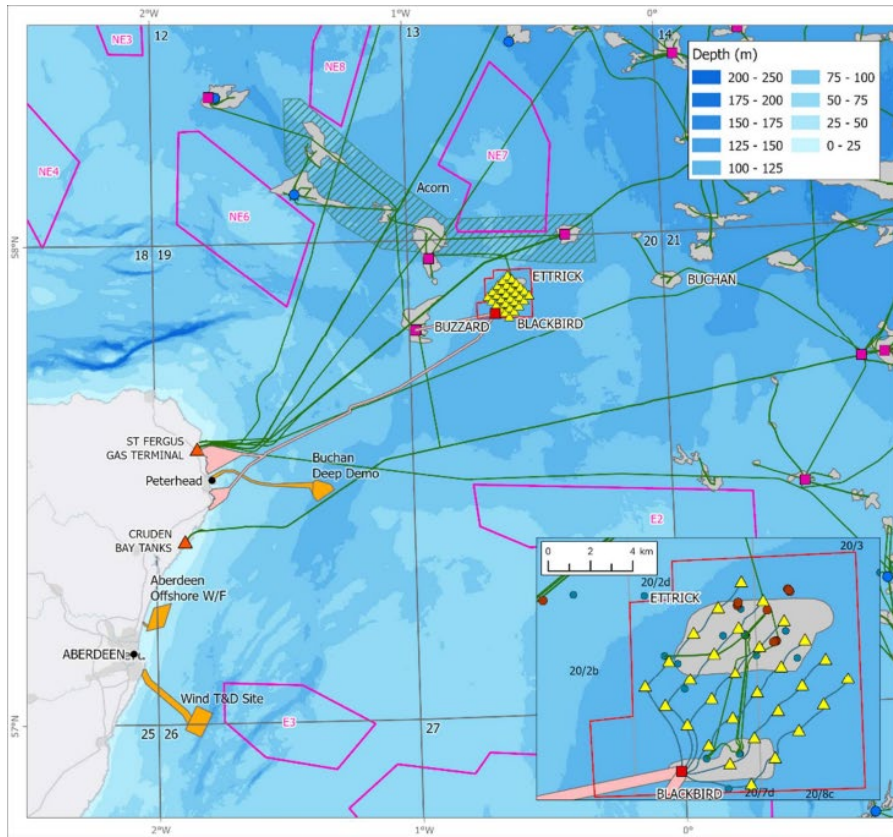 2°W
1°W
0°
NE3
12
NE8
13
14
Depth (m)
200 - 250
175 - 200
150 - 175
125 - 150
100 - 125
75 - 100
50 - 75
25 - 50
0 - 25
NE4
NE7
Acorn
NE6
58°N
18 19
20 21
ETTRICK
BUCHAN
BUZZARD
BLACKBIRD
ST FERGUS
GAS TERMINAL
Buchan
Deep Demo
Peterhead
E2
CRUDEN
BAY TANKS
Aberdeen
Offshore W/F
ABERDEEN
Wind T&D Site
E3
57°N
25 26
27
0 2 4 km
20/3
20/2d
ETTRICK
20/2b
BLACKBIRD
20/7d
20/8c
2°W
1°W
0°